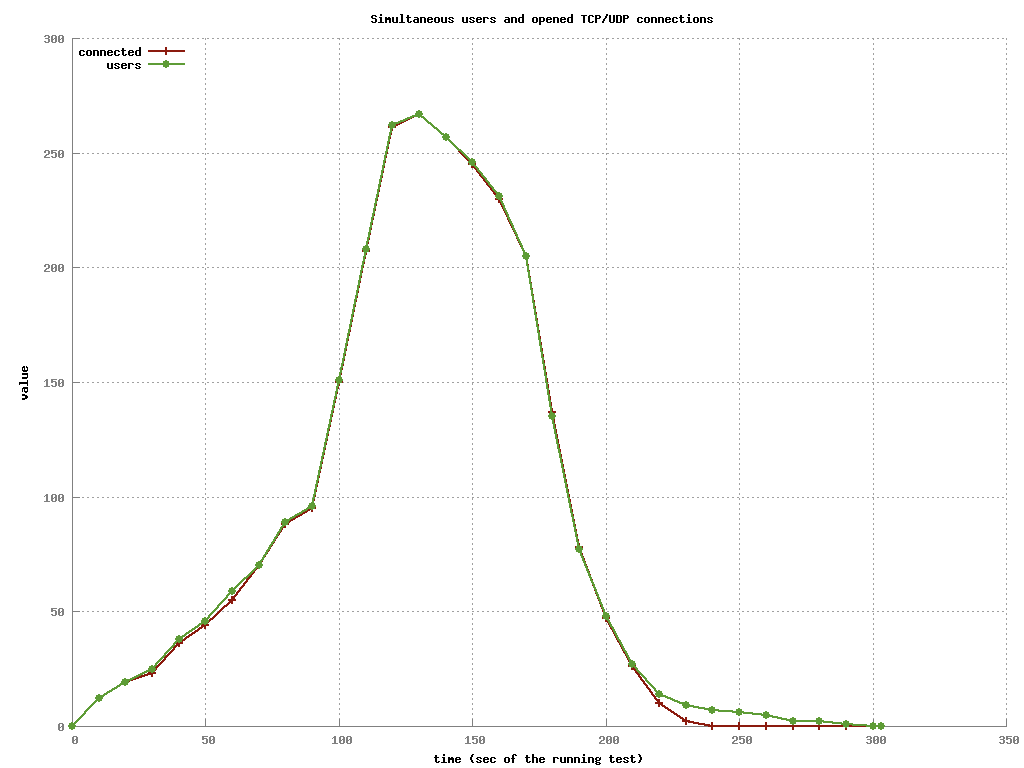 Simultaneous users and opened TCP/UDP connections
300
connected
users
250
200
150
value
100
50
0
0 50 100 150 200 250 300 350
time (sec of the running test)